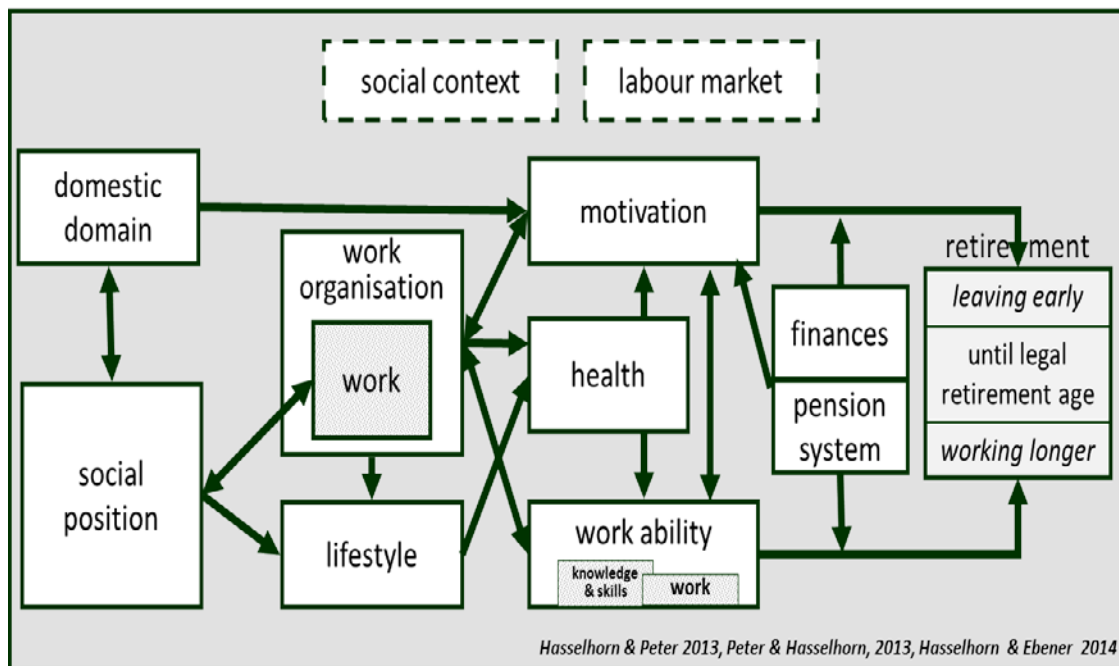 social context
labour market
domestic
domain
motivation
work
organisation
work
retirement
leaving early
until legal
retirement age
working longer
finances
pension
system
health
social
position
lifestyle
work ability
knowledge
& skills
work
Hasselhorn & Peter 2013, Peter & Hasselhorn, 2013, Hasselhorn & Ebener 2014